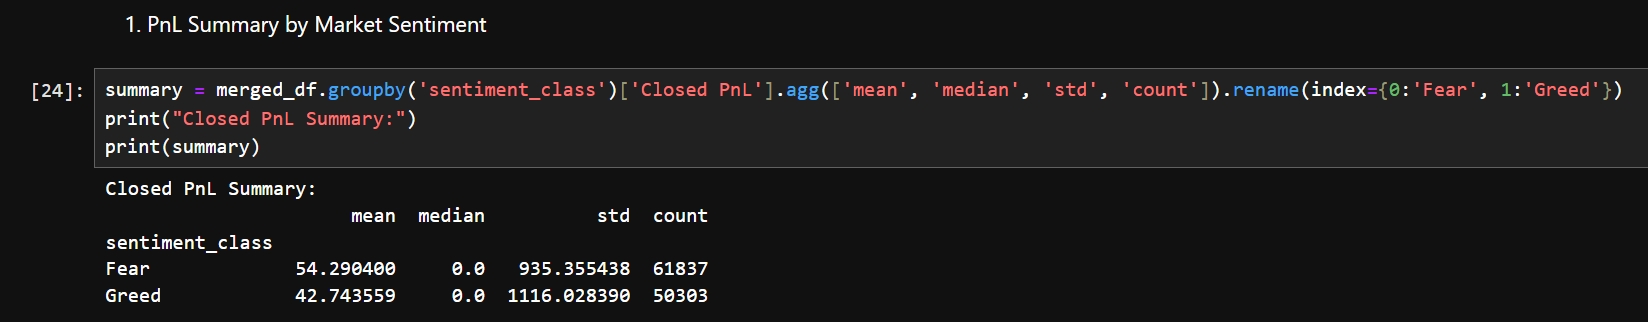 1. PnL Summary by Market Sentiment
[24]: summary = merged_df.groupby('sentiment_class')['Closed PnL'].agg(['mean', 'median', 'std', 'count']).rename(index={0:'Fear', 1:'Greed'})
print("Closed PnL Summary:")
print(summary)
Closed PnL Summary:
mean median std count
sentiment_class
Fear 54.290400 0.0 935.355438 61837
Greed 42.743559 0.0 1116.028390 50303